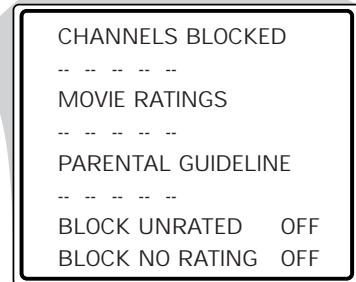 CHANNELS BLOCKED
-- -- -- -- --
MOVIE RATINGS
-- -- -- -- --
PARENTAL GUIDELINE
-- -- -- -- --
BLOCK UNRATED OFF
BLOCK NO RATING OFF